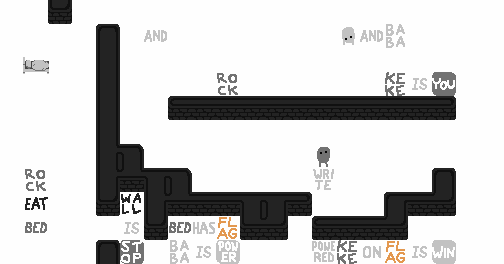 AND AND BABA
ROCK KEKE IS YOU
ROCK WRITE
EAT WALL
BED IS BED HAS FLAG
STOP BABA IS POWER POWERED KEKE ON FLAG IS WIN